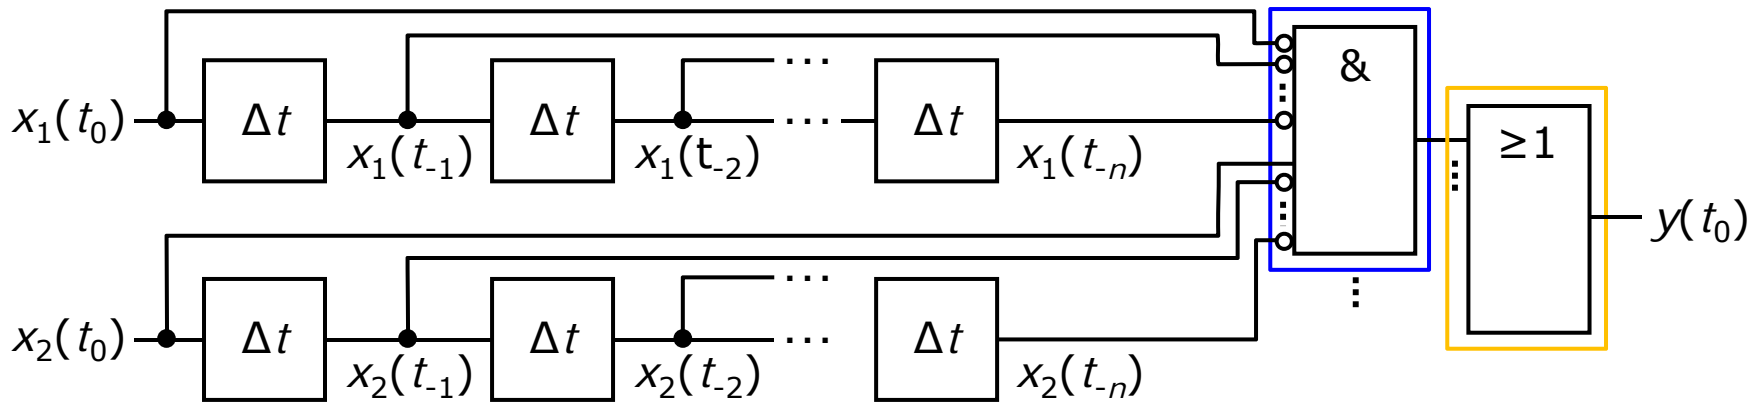 &
≥1
x₁(t₀) Δt Δt ... Δt
x₁(t₋₁) x₁(t₋₂) x₁(t₋ₙ)
...
y(t₀)
...
x₂(t₀) Δt Δt ... Δt
x₂(t₋₁) x₂(t₋₂) x₂(t₋ₙ)